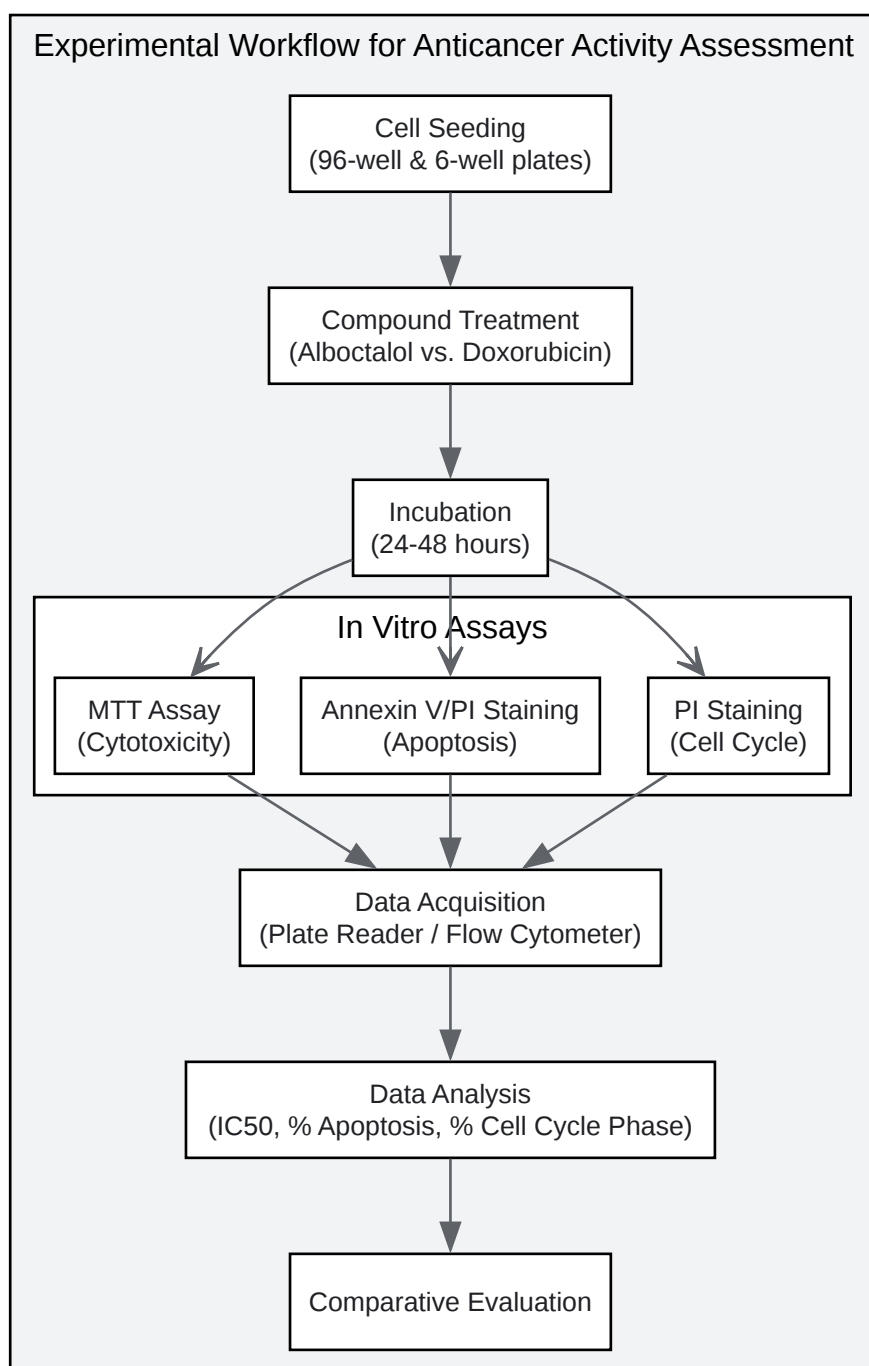 Experimental Workflow for Anticancer Activity Assessment
Cell Seeding
(96-well & 6-well plates)
Compound Treatment
(Alboctalol vs. Doxorubicin)
Incubation
(24-48 hours)
In Vitro Assays
MTT Assay
(Cytotoxicity)
Annexin V/PI Staining
(Apoptosis)
PI Staining
(Cell Cycle)
Data Acquisition
(Plate Reader / Flow Cytometer)
Data Analysis
(IC50, % Apoptosis, % Cell Cycle Phase)
Comparative Evaluation